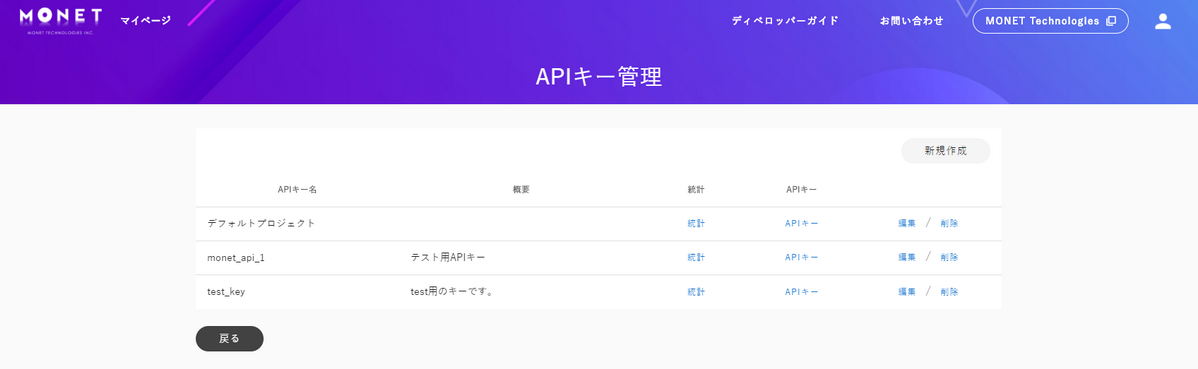 MONET
MONET TECHNOLOGIES INC.
マイページ
ディベロッパーガイド
お問い合わせ
MONET Technologies
APIキー管理
新規作成
APIキー名 概要 統計 APIキー
デフォルトプロジェクト 統計 APIキー 編集 / 削除
monet_api_1 テスト用APIキー 統計 APIキー 編集 / 削除
test_key test用のキーです。 統計 APIキー 編集 / 削除
戻る